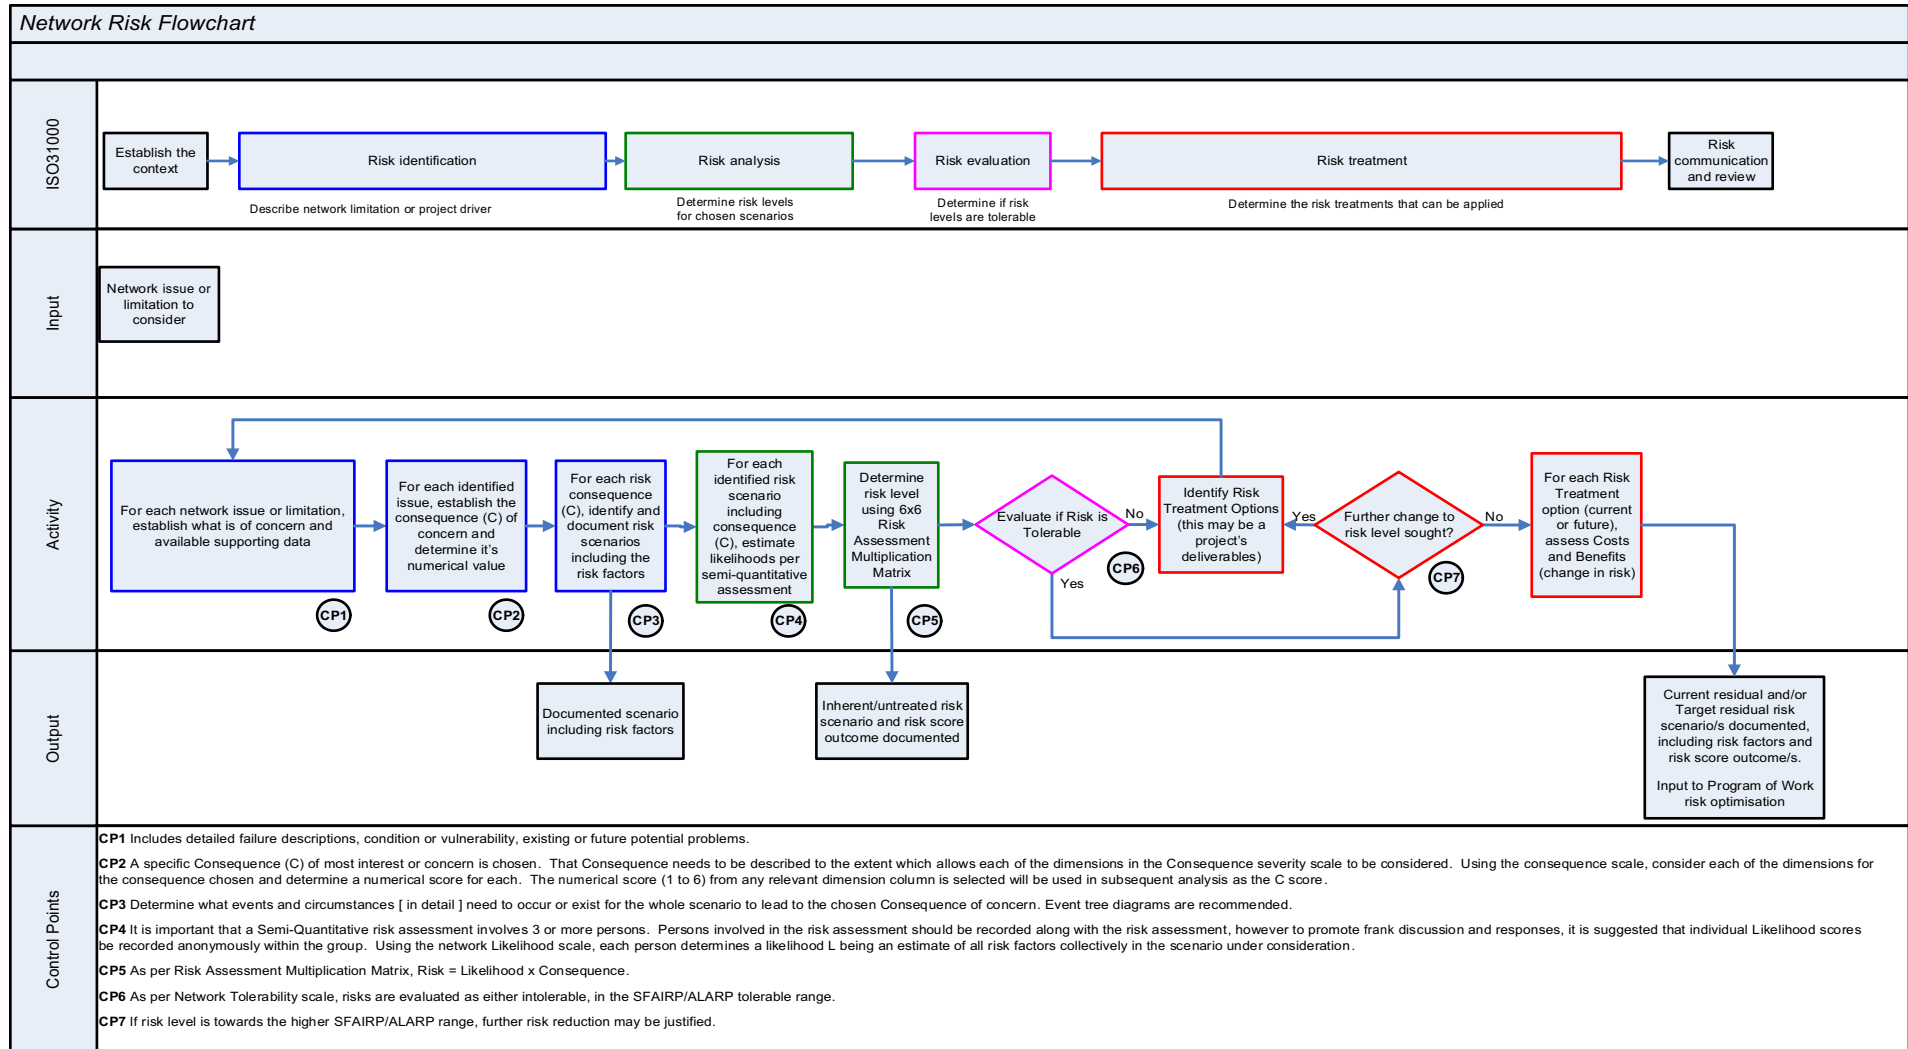 Network Risk Flowchart
ISO31000
Establish the
context
Risk identification
Risk analysis
Risk evaluation
Risk treatment
Risk
communication
and review
Describe network limitation or project driver
Determine risk levels
for chosen scenarios
Determine if risk
levels are tolerable
Determine the risk treatments that can be applied
Input
Network issue or
limitation to
consider
Activity
For each network issue or limitation,
establish what is of concern and
available supporting data
CP1
For each identified
issue, establish the
consequence (C) of
concern and
determine it's
numerical value
CP2
For each risk
consequence
(C), identify and
document risk
scenarios
including the
risk factors
CP3
For each
identified risk
scenario
including
consequence
(C), estimate
likelihoods per
semi-quantitative
assessment
CP4
Determine
risk level
using 6x6
Risk
Assessment
Multiplication
Matrix
CP5
Evaluate if Risk is
Tolerable
No
Yes
CP6
Identify Risk
Treatment Options
(this may be a
project's
deliverables)
Yes
Further change to
risk level sought?
No
CP7
For each Risk
Treatment
option (current
or future),
assess Costs
and Benefits
(change in risk)
Output
Documented scenario
including risk factors
Inherent/untreated risk
scenario and risk score
outcome documented
Current residual and/or
Target residual risk
scenario/s documented,
including risk factors and
risk score outcome/s.
Input to Program of Work
risk optimisation
Control Points
CP1 Includes detailed failure descriptions, condition or vulnerability, existing or future potential problems.
CP2 A specific Consequence (C) of most interest or concern is chosen. That Consequence needs to be described to the extent which allows each of the dimensions in the Consequence severity scale to be considered. Using the consequence scale, consider each of the dimensions for
the consequence chosen and determine a numerical score for each. The numerical score (1 to 6) from any relevant dimension column is selected will be used in subsequent analysis as the C score.
CP3 Determine what events and circumstances [ in detail ] need to occur or exist for the whole scenario to lead to the chosen Consequence of concern. Event tree diagrams are recommended.
CP4 It is important that a Semi-Quantitative risk assessment involves 3 or more persons. Persons involved in the risk assessment should be recorded along with the risk assessment, however to promote frank discussion and responses, it is suggested that individual Likelihood scores
be recorded anonymously within the group. Using the network Likelihood scale, each person determines a likelihood L being an estimate of all risk factors collectively in the scenario under consideration.
CP5 As per Risk Assessment Multiplication Matrix, Risk = Likelihood x Consequence.
CP6 As per Network Tolerability scale, risks are evaluated as either intolerable, in the SFAIRP/ALARP tolerable range.
CP7 If risk level is towards the higher SFAIRP/ALARP range, further risk reduction may be justified.